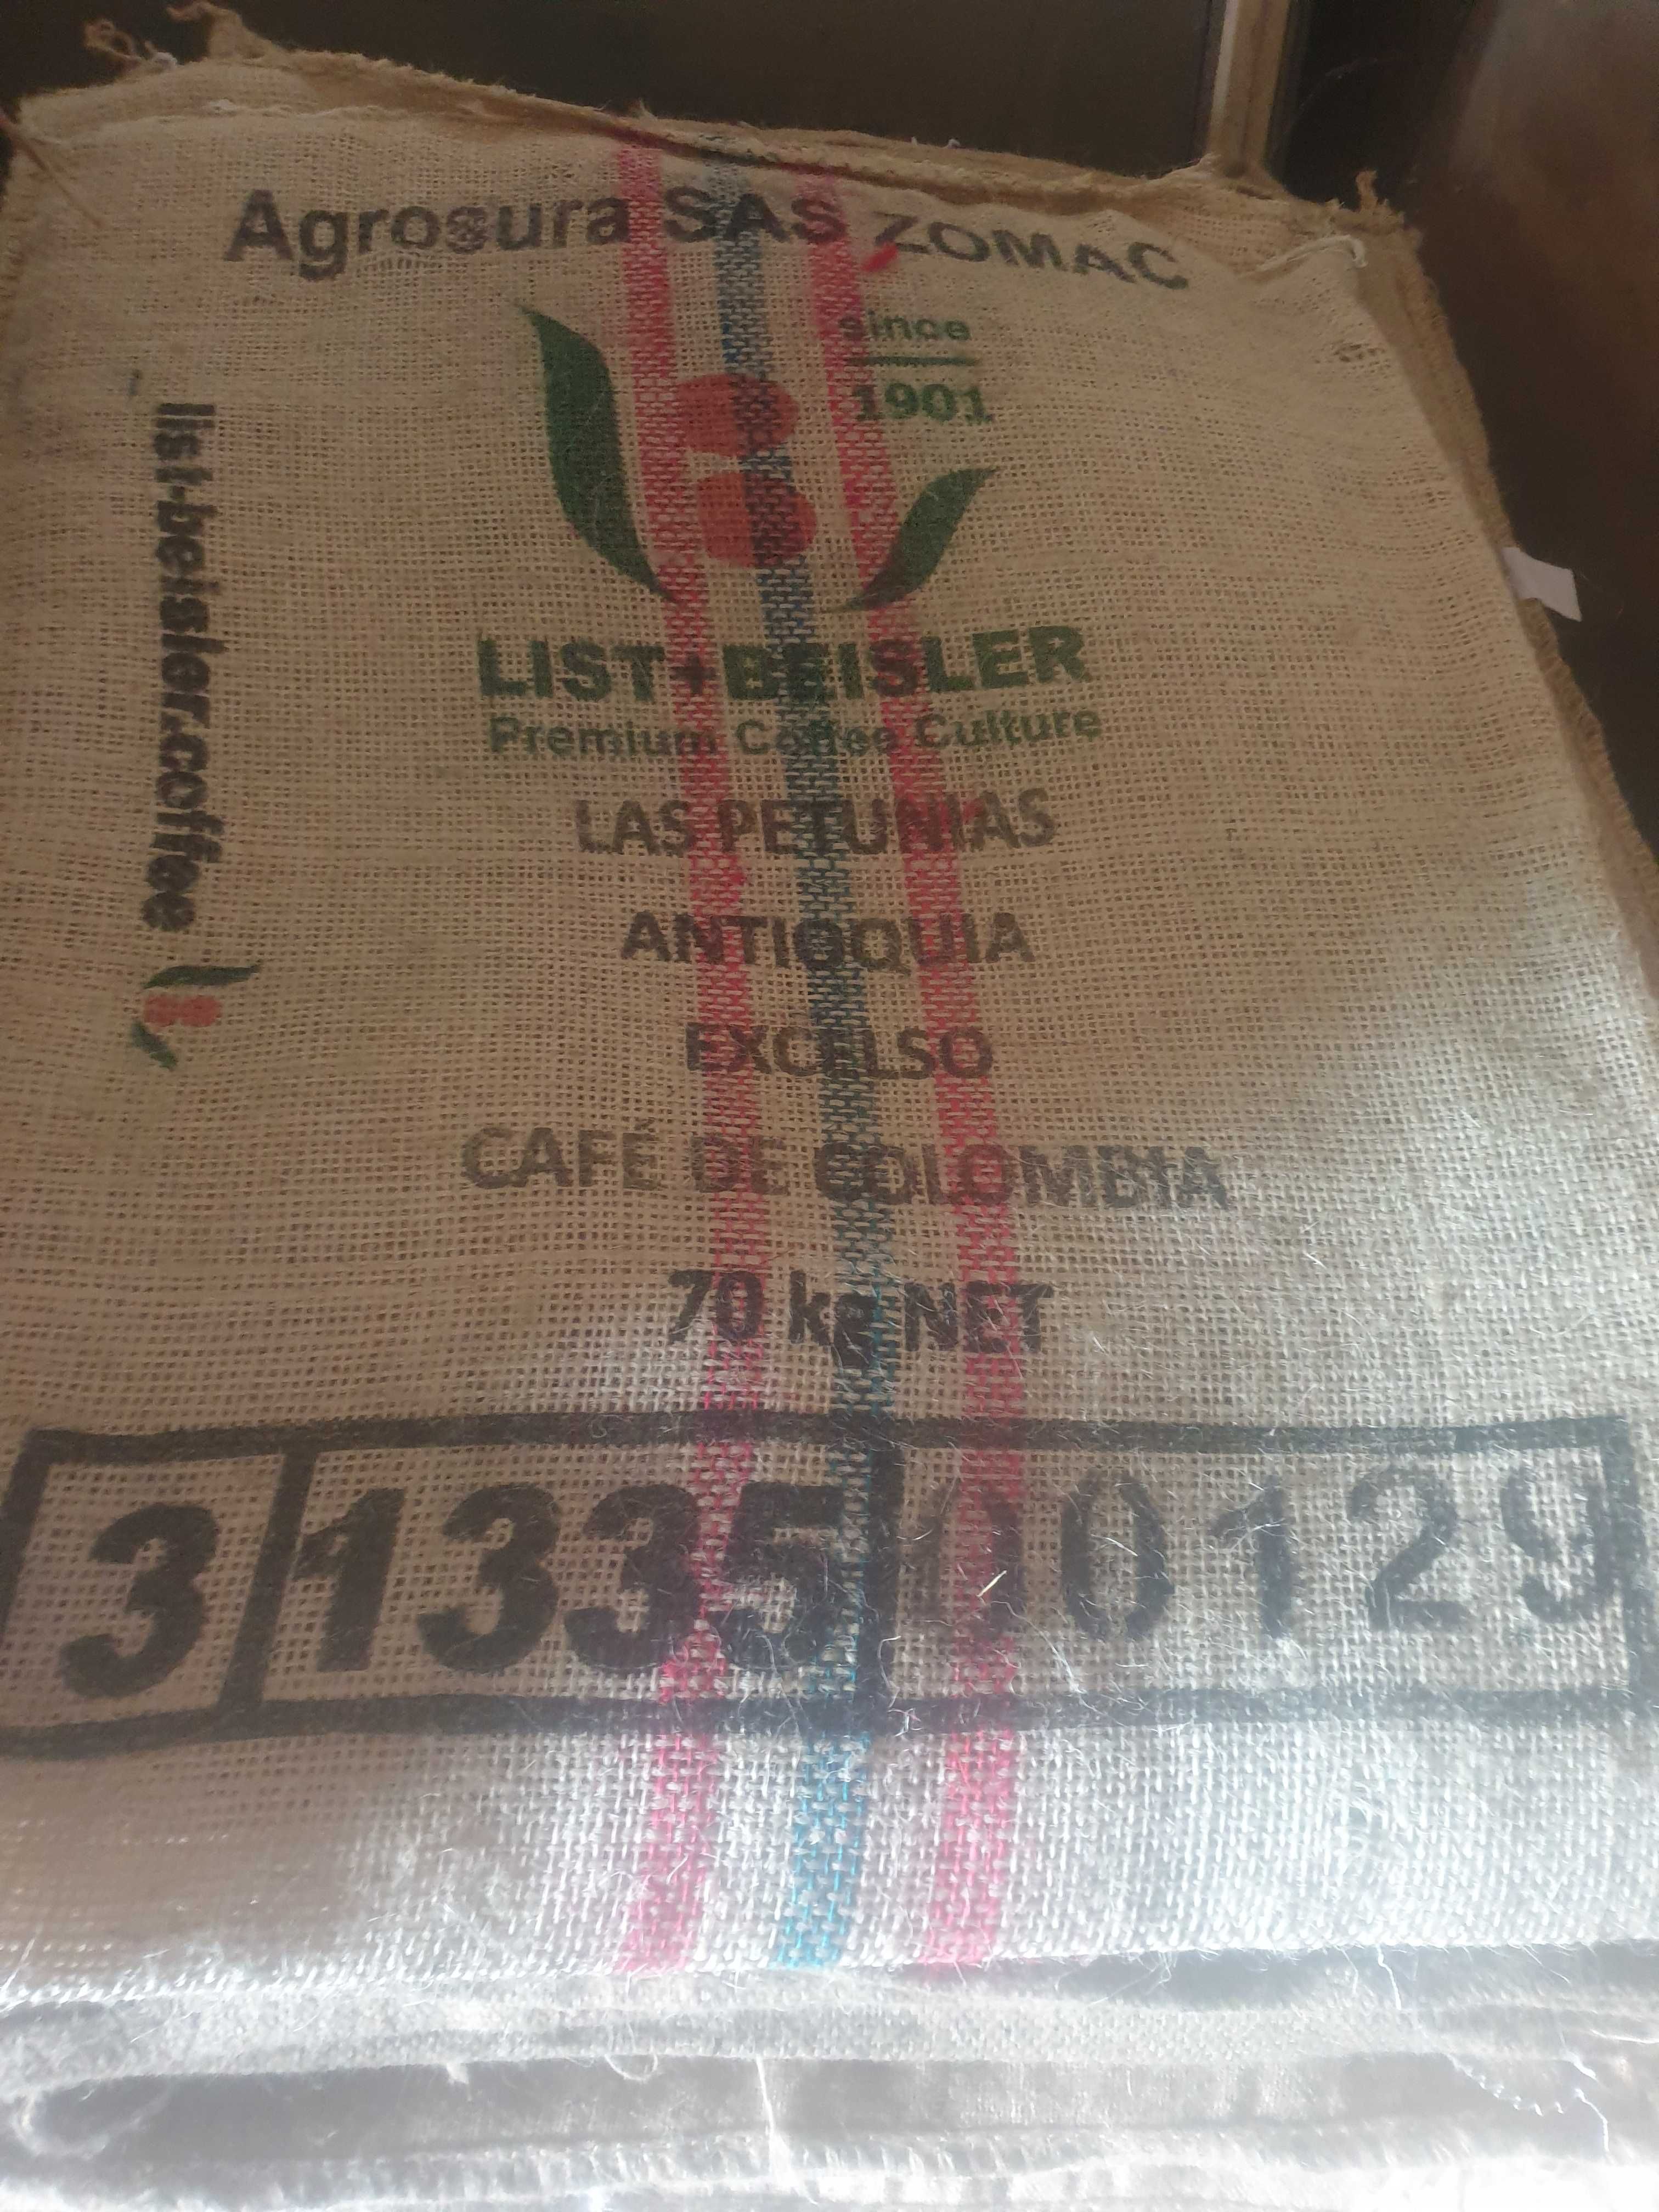 Agrosura SAS ZOMAC
since
1901
list-beisler.coffee
LIST+BEISLER
Premium Coffee Culture
LAS PETUNIAS
ANTIOQUIA
EXCELSO
CAFÉ DE COLOMBIA
70 kg NET
3 1335 00129